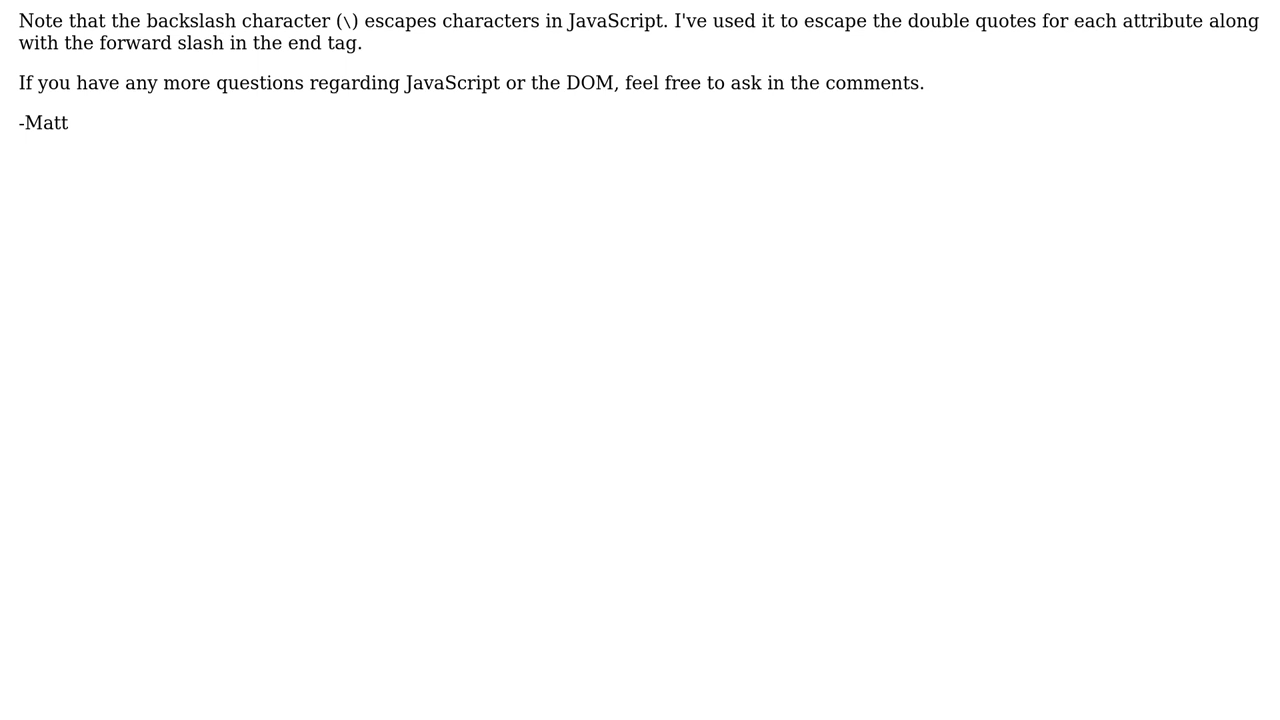 Note that the backslash character (\) escapes characters in JavaScript. I've used it to escape the double quotes for each attribute along
with the forward slash in the end tag.
If you have any more questions regarding JavaScript or the DOM, feel free to ask in the comments.
-Matt